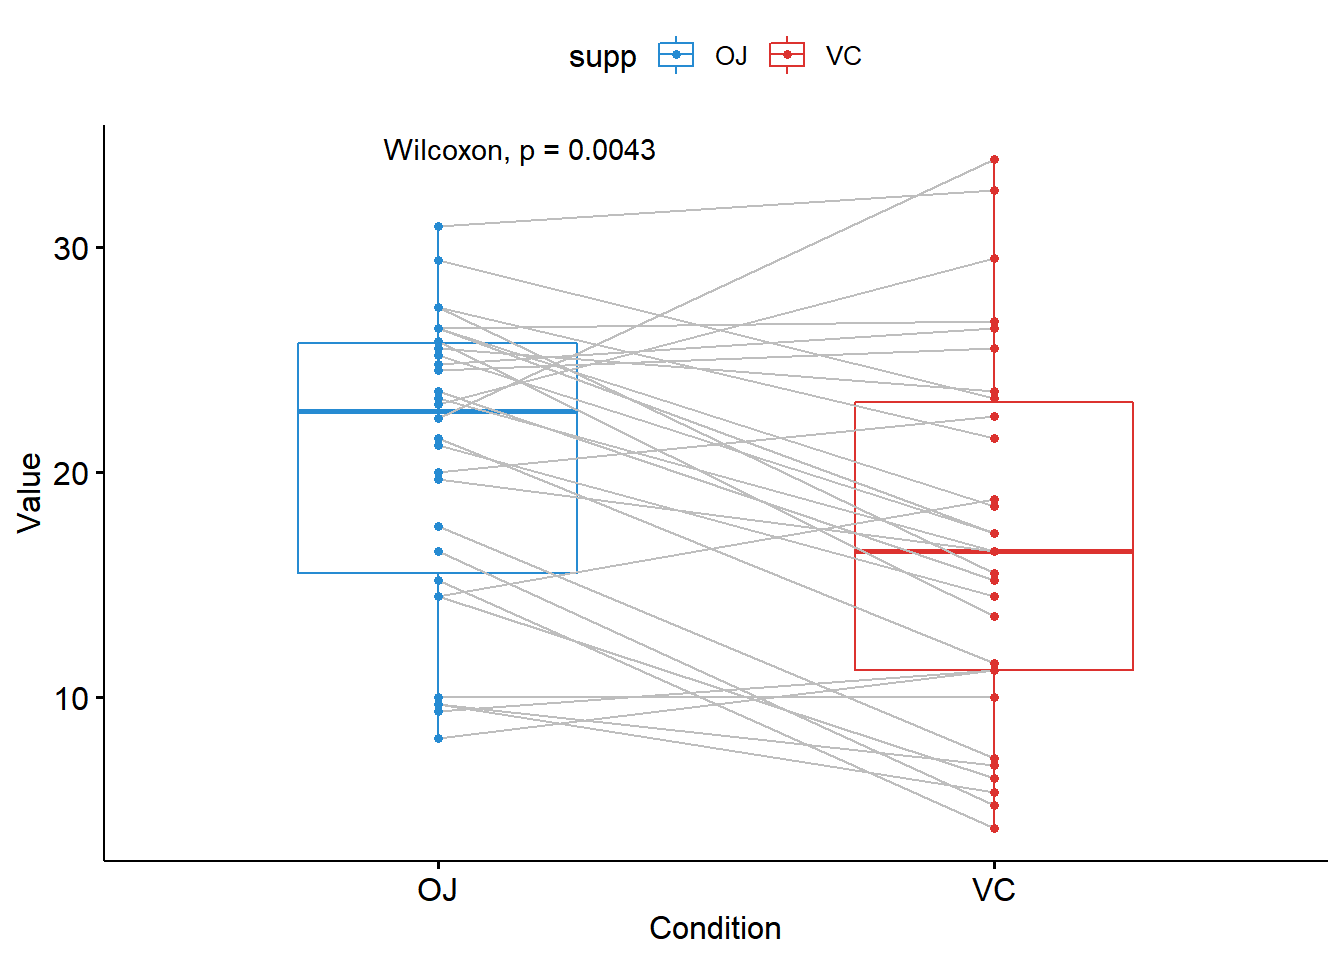 supp OJ VC
Wilcoxon, p = 0.0043
30
20
10
Value
OJ VC
Condition